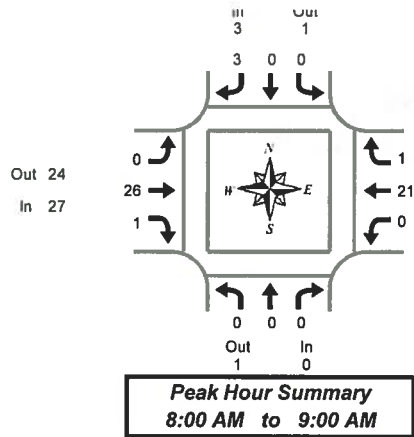 In Out
3 1
3 0 0
0 1
Out 24
26 21
In 27
1 0
N
W E
S
0 0 0
Out In
1 0
Peak Hour Summary
8:00 AM to 9:00 AM